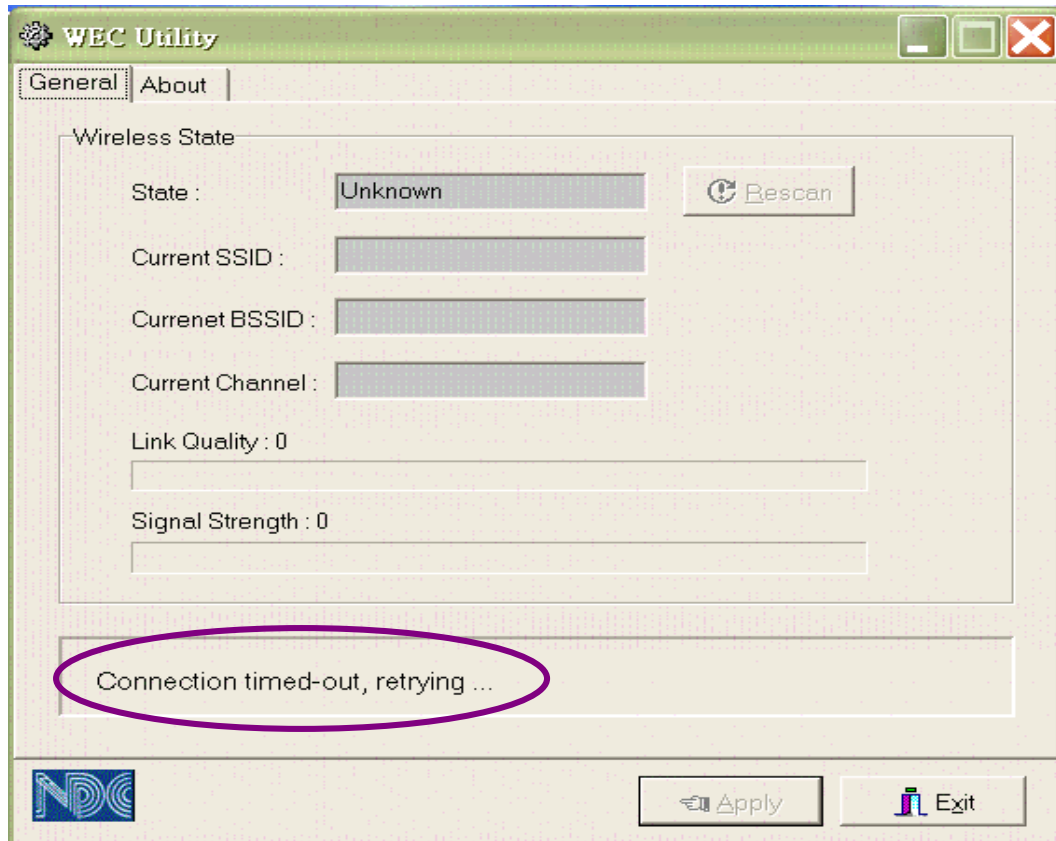 WEC Utility
General About
Wireless State
State : Unknown Rescan
Current SSID :
Currenet BSSID :
Current Channel :
Link Quality : 0
Signal Strength : 0
Connection timed-out, retrying ...
NDC Apply Exit